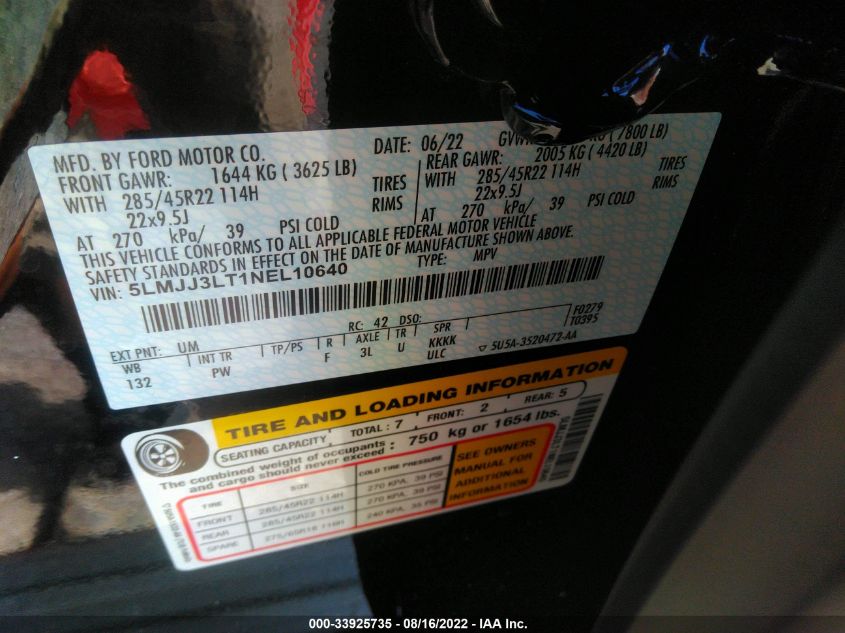 MFD. BY FORD MOTOR CO.
DATE: 06/22
KG ( 7800 LB)
FRONT GAWR: 1644 KG ( 3625 LB)
REAR GAWR: 2005 KG ( 4420 LB)
WITH 285/45R22 114H TIRES
WITH 285/45R22 114H TIRES
22x9.5J RIMS
22x9.5J RIMS
AT 270 kPa/ 39 PSI COLD
AT 270 kPa/ 39 PSI COLD
THIS VEHICLE CONFORMS TO ALL APPLICABLE FEDERAL MOTOR VEHICLE
SAFETY STANDARDS IN EFFECT ON THE DATE OF MANUFACTURE SHOWN ABOVE.
VIN: 5LMJJ3LT1NEL10640
TYPE: MPV
F0279
T0395
EXT PNT: UM RC: 42 DSO:
WB INT TR TP/PS R AXLE TR SPR
132 PW F 3L U KKKK
ULC
5U5A-3520472-AA
TIRE AND LOADING INFORMATION
SEATING CAPACITY TOTAL : 7 FRONT: 2 REAR: 5
The combined weight of occupants
and cargo should never exceed : 750 kg or 1654 lbs.
TIRE SIZE COLD TIRE PRESSURE
FRONT 285/45R22 114H 270 KPA, 39 PSI
REAR 285/45R22 114H 270 KPA, 39 PSI
SPARE 275/65R18 116H 240 KPA, 35 PSI
SEE OWNERS
MANUAL FOR
ADDITIONAL
INFORMATION
000-33925735 - 08/16/2022 - IAA Inc.